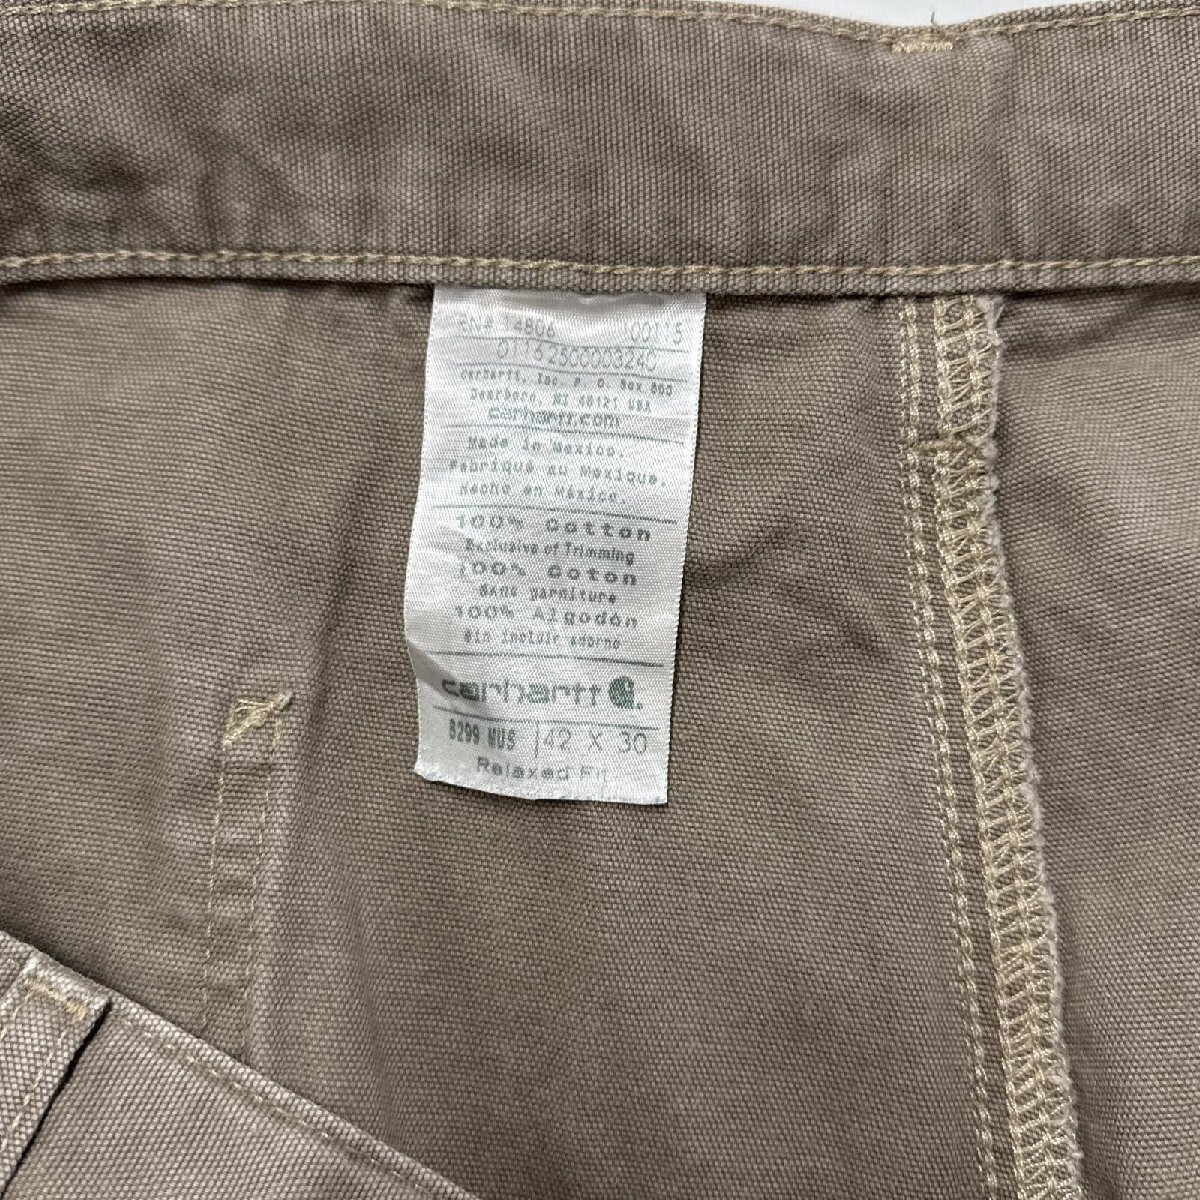 RN# 14806 00115
01162500003240
Carhartt, Inc. P. O. Box 600
Dearborn, MI 48121 USA
carhartt.com
Made in Mexico.
Fabriqué au Mexique.
Hecho en México.
100% Cotton
Exclusive of Trimming
100% Coton
sans garniture
100% Algodón
sin incluir adorno
carhartt
B299 MUS 42 X 30
Relaxed Fit